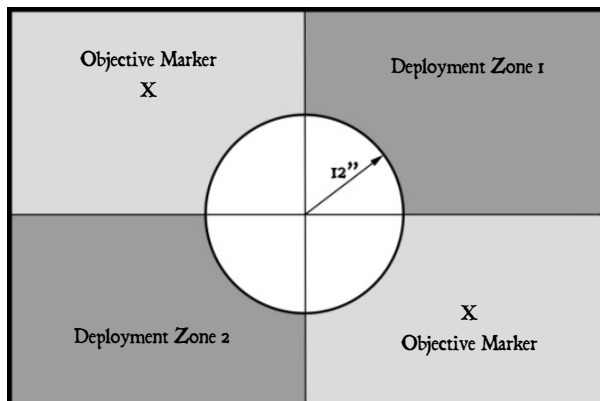 Objective Marker
X
Deployment Zone 1
12”
Deployment Zone 2
X
Objective Marker